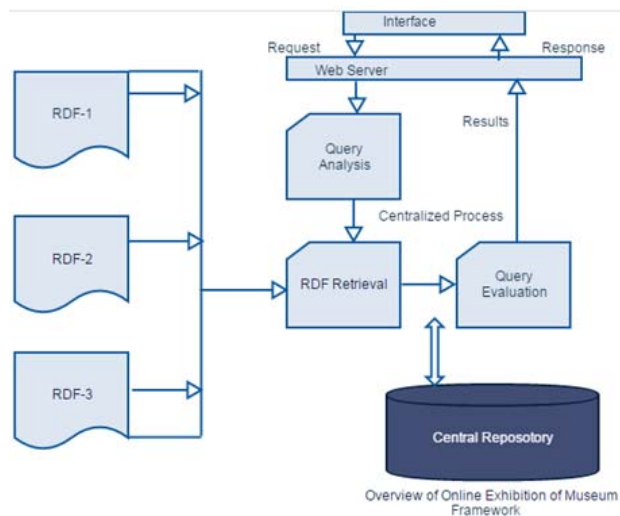 Interface
Request
Response
Web Server
RDF-1
Query
Analysis
Results
Centralized Process
RDF-2
RDF Retrieval
Query
Evaluation
RDF-3
Central Reposotory
Overview of Online Exhibition of Museum
Framework